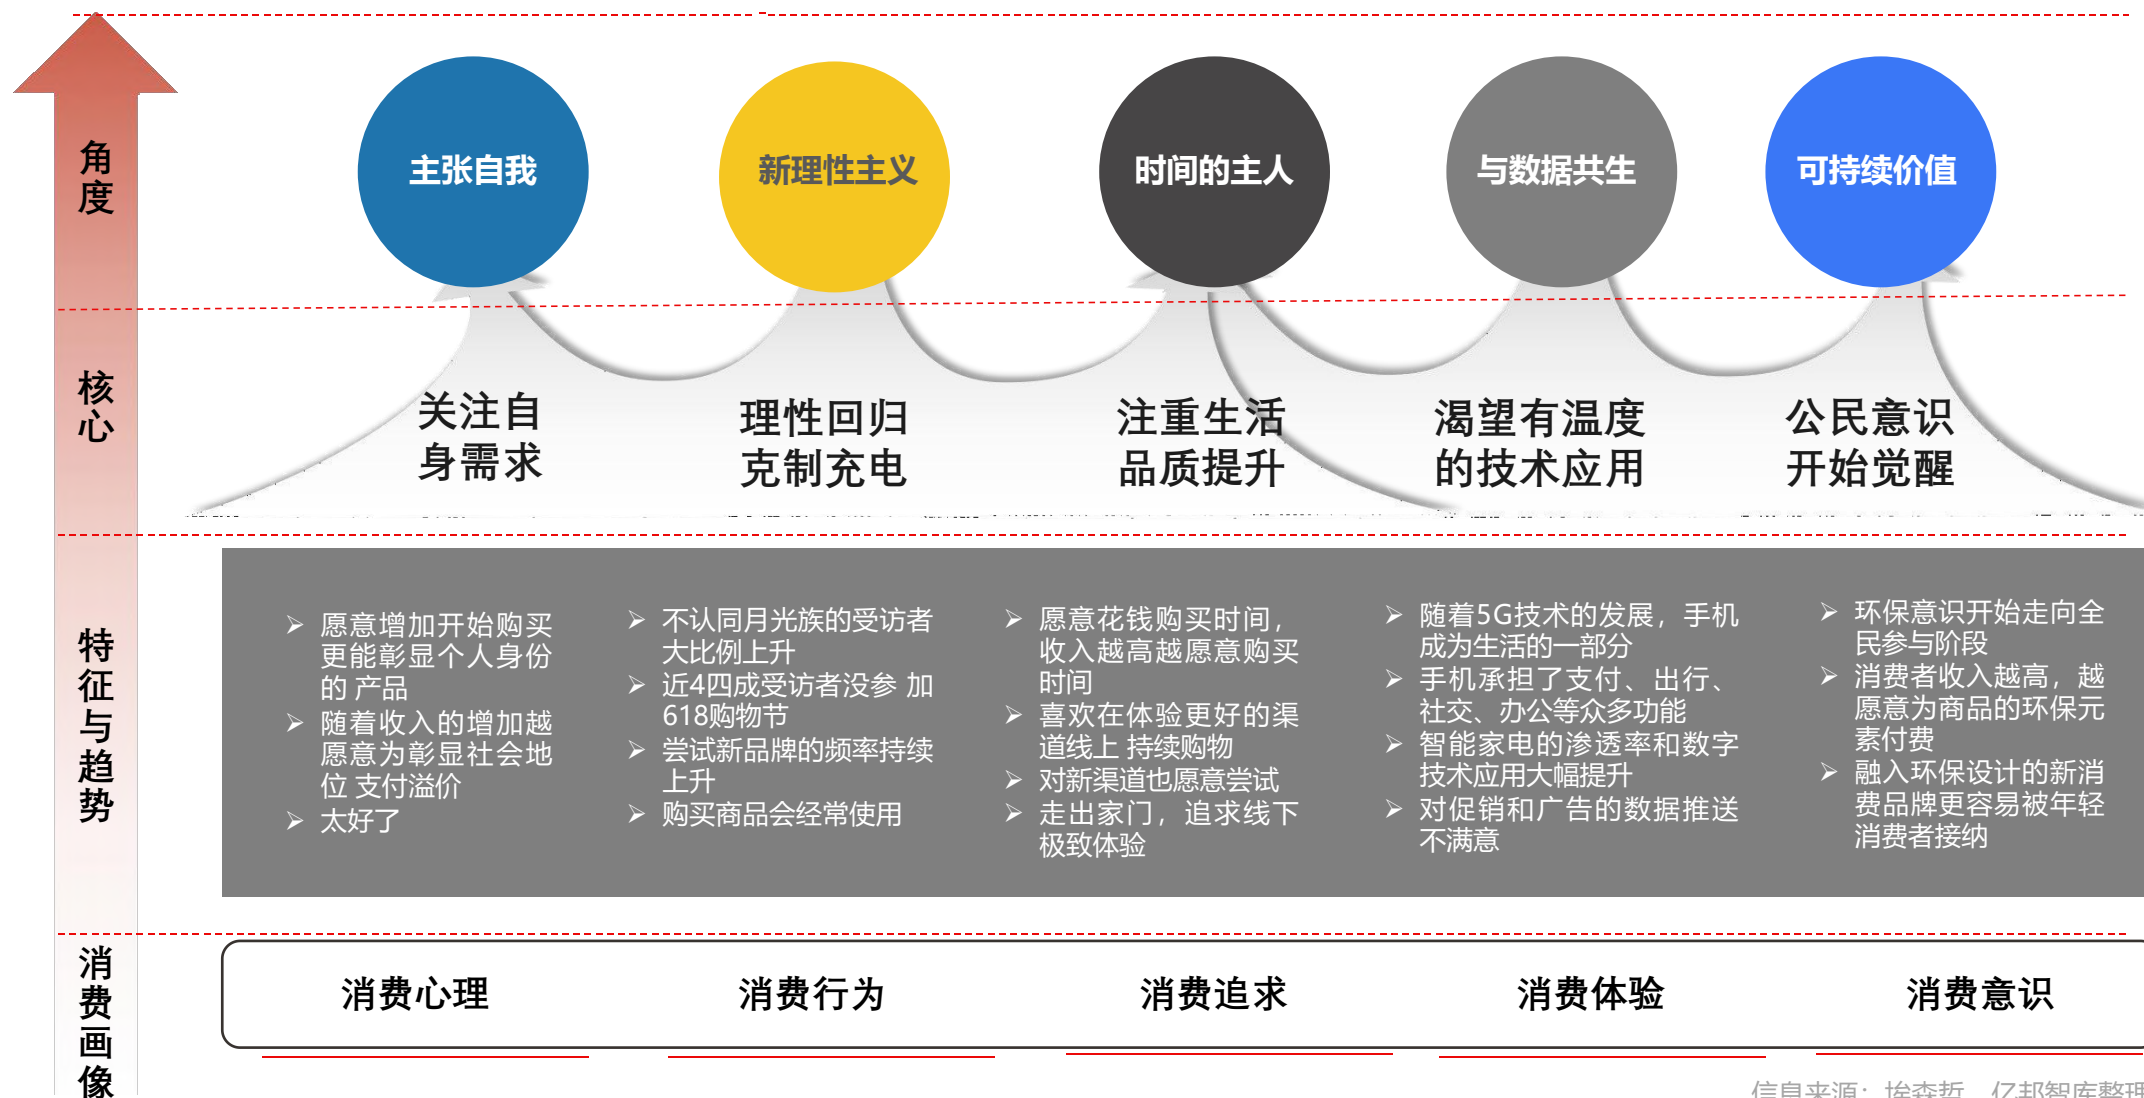 角度
主张自我
新理性主义
时间的主人
与数据共生
可持续价值
核心
关注自
身需求
理性回归
克制充电
注重生活
品质提升
渴望有温度
的技术应用
公民意识
开始觉醒
特征与趋势
愿意增加开始购买
更能彰显个人身份
的 产品
随着收入的增加越
愿意为彰显社会地
位 支付溢价
太好了
不认同月光族的受访者
大比例上升
近4四成受访者没参 加
618购物节
尝试新品牌的频率持续
上升
购买商品会经常使用
愿意花钱购买时间，
收入越高越愿意购买
时间
喜欢在体验更好的渠
道线上 持续购物
对新渠道也愿意尝试
走出家门，追求线下
极致体验
随着5G技术的发展，手机
成为生活的一部分
手机承担了支付、出行、
社交、办公等众多功能
智能家电的渗透率和数字
技术应用大幅提升
对促销和广告的数据推送
不满意
环保意识开始走向全
民参与阶段
消费者收入越高，越
愿意为商品的环保元
素付费
融入环保设计的新消
费品牌更容易被年轻
消费者接纳
消费画像
消费心理
消费行为
消费追求
消费体验
消费意识
信息来源：埃森哲、亿邦智库整理